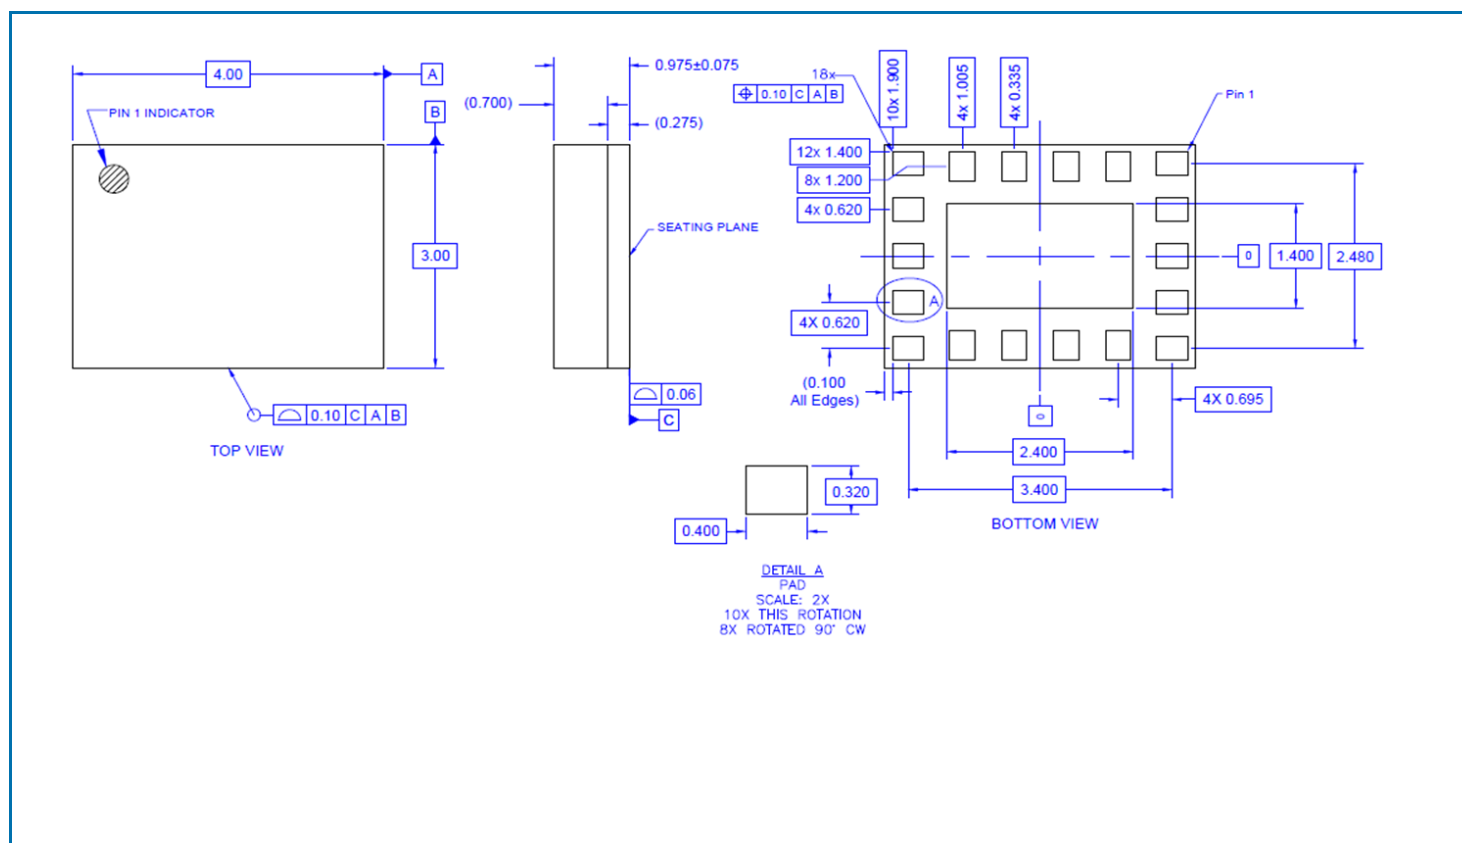 4.00
A
B
PIN 1 INDICATOR
3.00
0.10 C A B
TOP VIEW
0.975±0.075
(0.700)
(0.275)
SEATING PLANE
0.06
C
18x
0.10 C A B
10x 1.900
4x 1.005
4x 0.335
Pin 1
12x 1.400
8x 1.200
4x 0.620
A
4X 0.620
(0.100
All Edges)
0
1.400
2.480
4X 0.695
0
2.400
3.400
BOTTOM VIEW
0.320
0.400
DETAIL A
PAD
SCALE: 2X
10X THIS ROTATION
8X ROTATED 90° CW